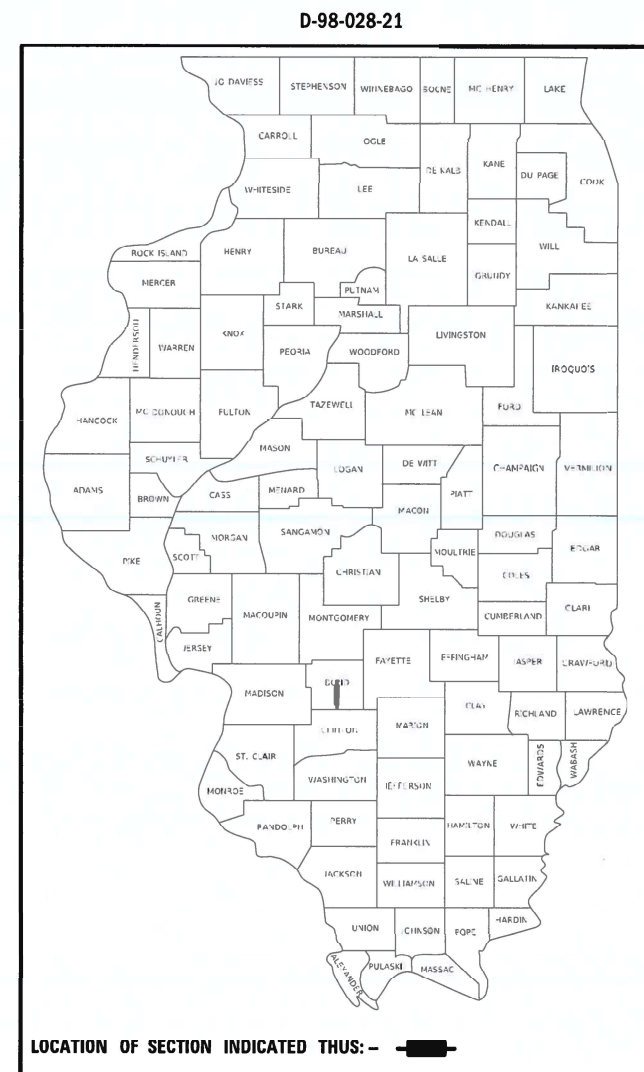 D-98-028-21
JO DAVIESS STEPHENSON WINNEBAGO BOONE MC HENRY LAKE
CARROLL OGLE
DE KALB KANE DU PAGE COOK
WHITESIDE LEE
KENDALL
ROCK ISLAND HENRY BUREAU LA SALLE GRUNDY WILL
MERCER PUTNAM
STARK MARSHALL KANKAKEE
HENDERSON WARREN KNOX PEORIA WOODFORD LIVINGSTON
IROQUOIS
HANCOCK MC DONOUGH FULTON TAZEWELL MC LEAN FORD
MASON
SCHUYLER LOGAN DE WITT CHAMPAIGN VERMILION
ADAMS BROWN CASS MENARD PIATT
MACON
MORGAN SANGAMON DOUGLAS
PIKE SCOTT MOULTRIE EDGAR
CHRISTIAN COLES
GREENE MACOUPIN MONTGOMERY SHELBY CUMBERLAND CLARK
CALHOUN
JERSEY FAYETTE EFFINGHAM JASPER CRAWFORD
MADISON BOND
CLAY RICHLAND LAWRENCE
CLINTON MARION
ST. CLAIR WAYNE EDWARDS WABASH
WASHINGTON JEFFERSON
MONROE
RANDOLPH PERRY HAMILTON WHITE
FRANKLIN
JACKSON WILLIAMSON SALINE GALLATIN
HARDIN
UNION JOHNSON POPE
ALEXANDER PULASKI MASSAC
LOCATION OF SECTION INDICATED THUS: –